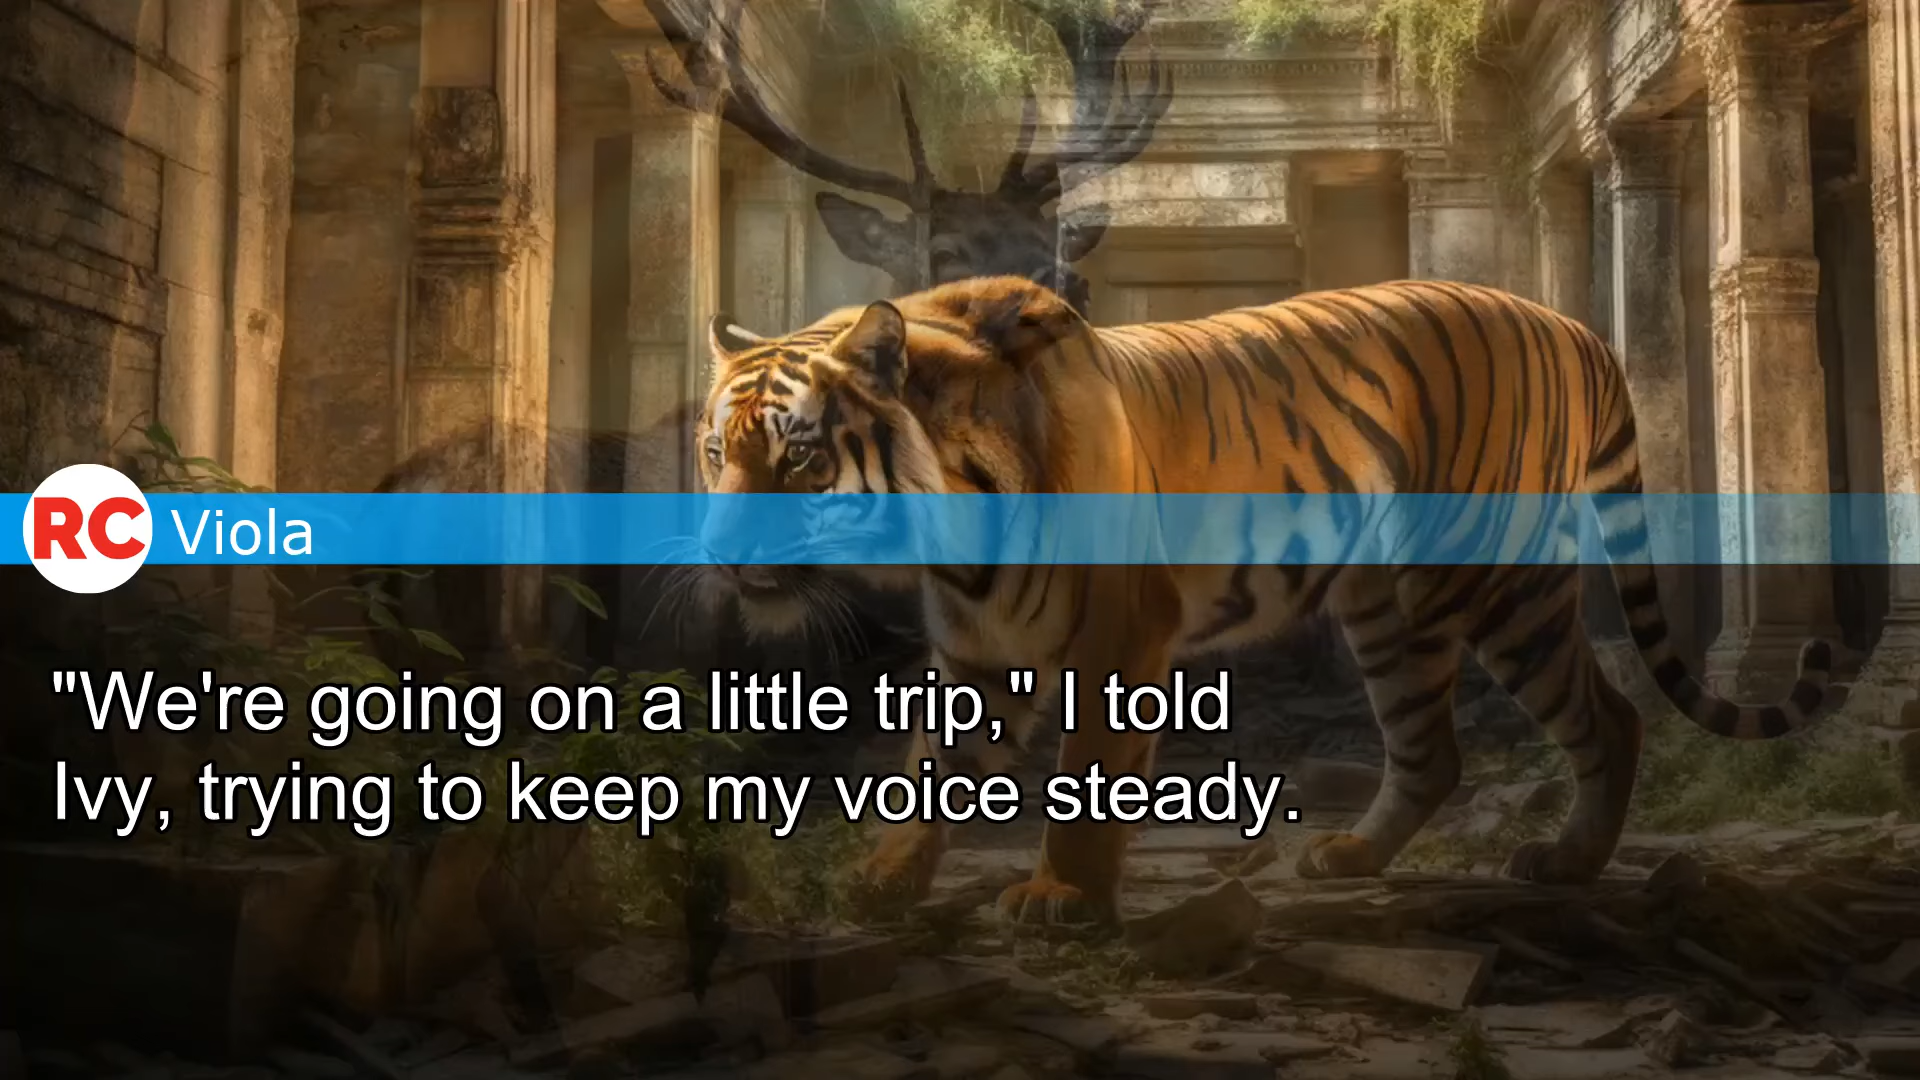 RC Viola
"We're going on a little trip," I told
Ivy, trying to keep my voice steady.